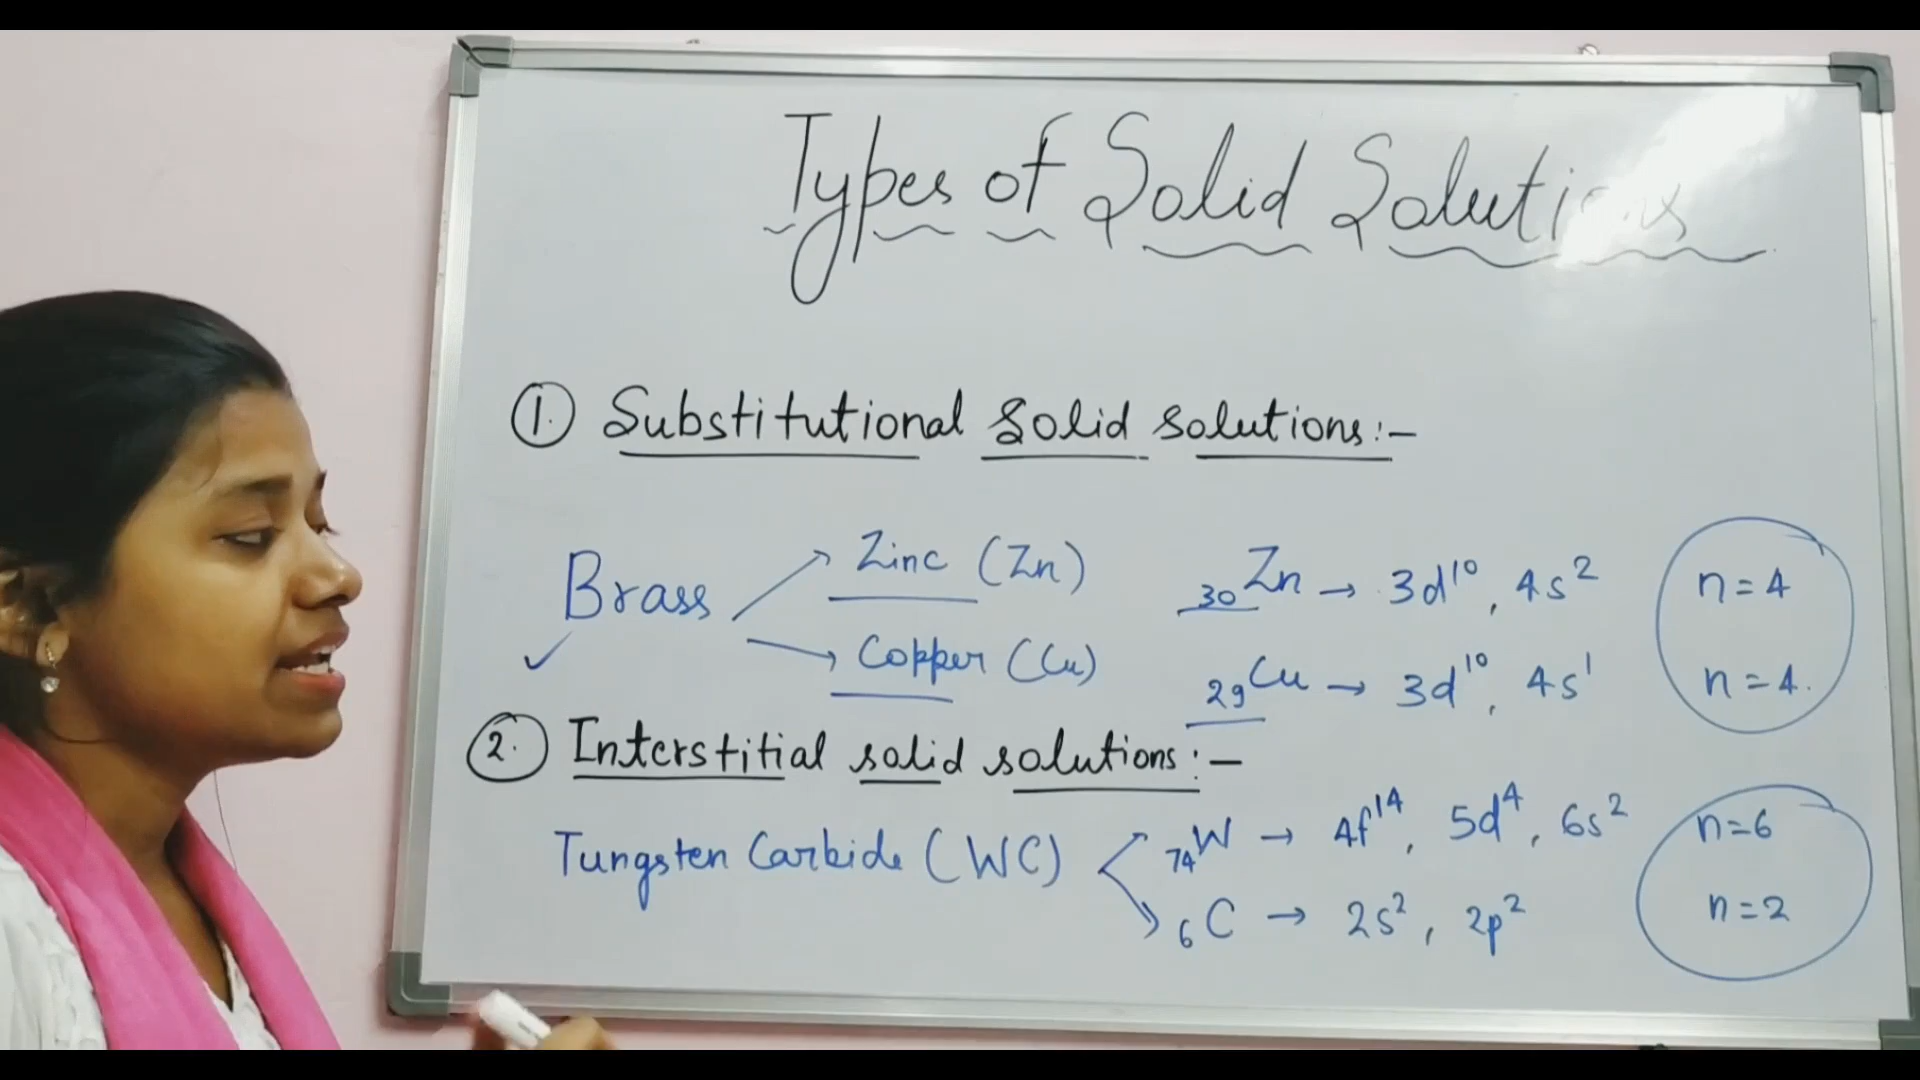 Types of Solid Solutions
1. Substitutional solid solutions:-
Brass
Zinc (Zn)
₃₀Zn → 3d¹⁰, 4s²
n=4
Copper (Cu)
₂₉Cu → 3d¹⁰, 4s¹
n=4.
2. Interstitial solid solutions:-
Tungsten Carbide (WC)
₇₄W → 4f¹⁴, 5d⁴, 6s²
n=6
₆C → 2s², 2p²
n=2